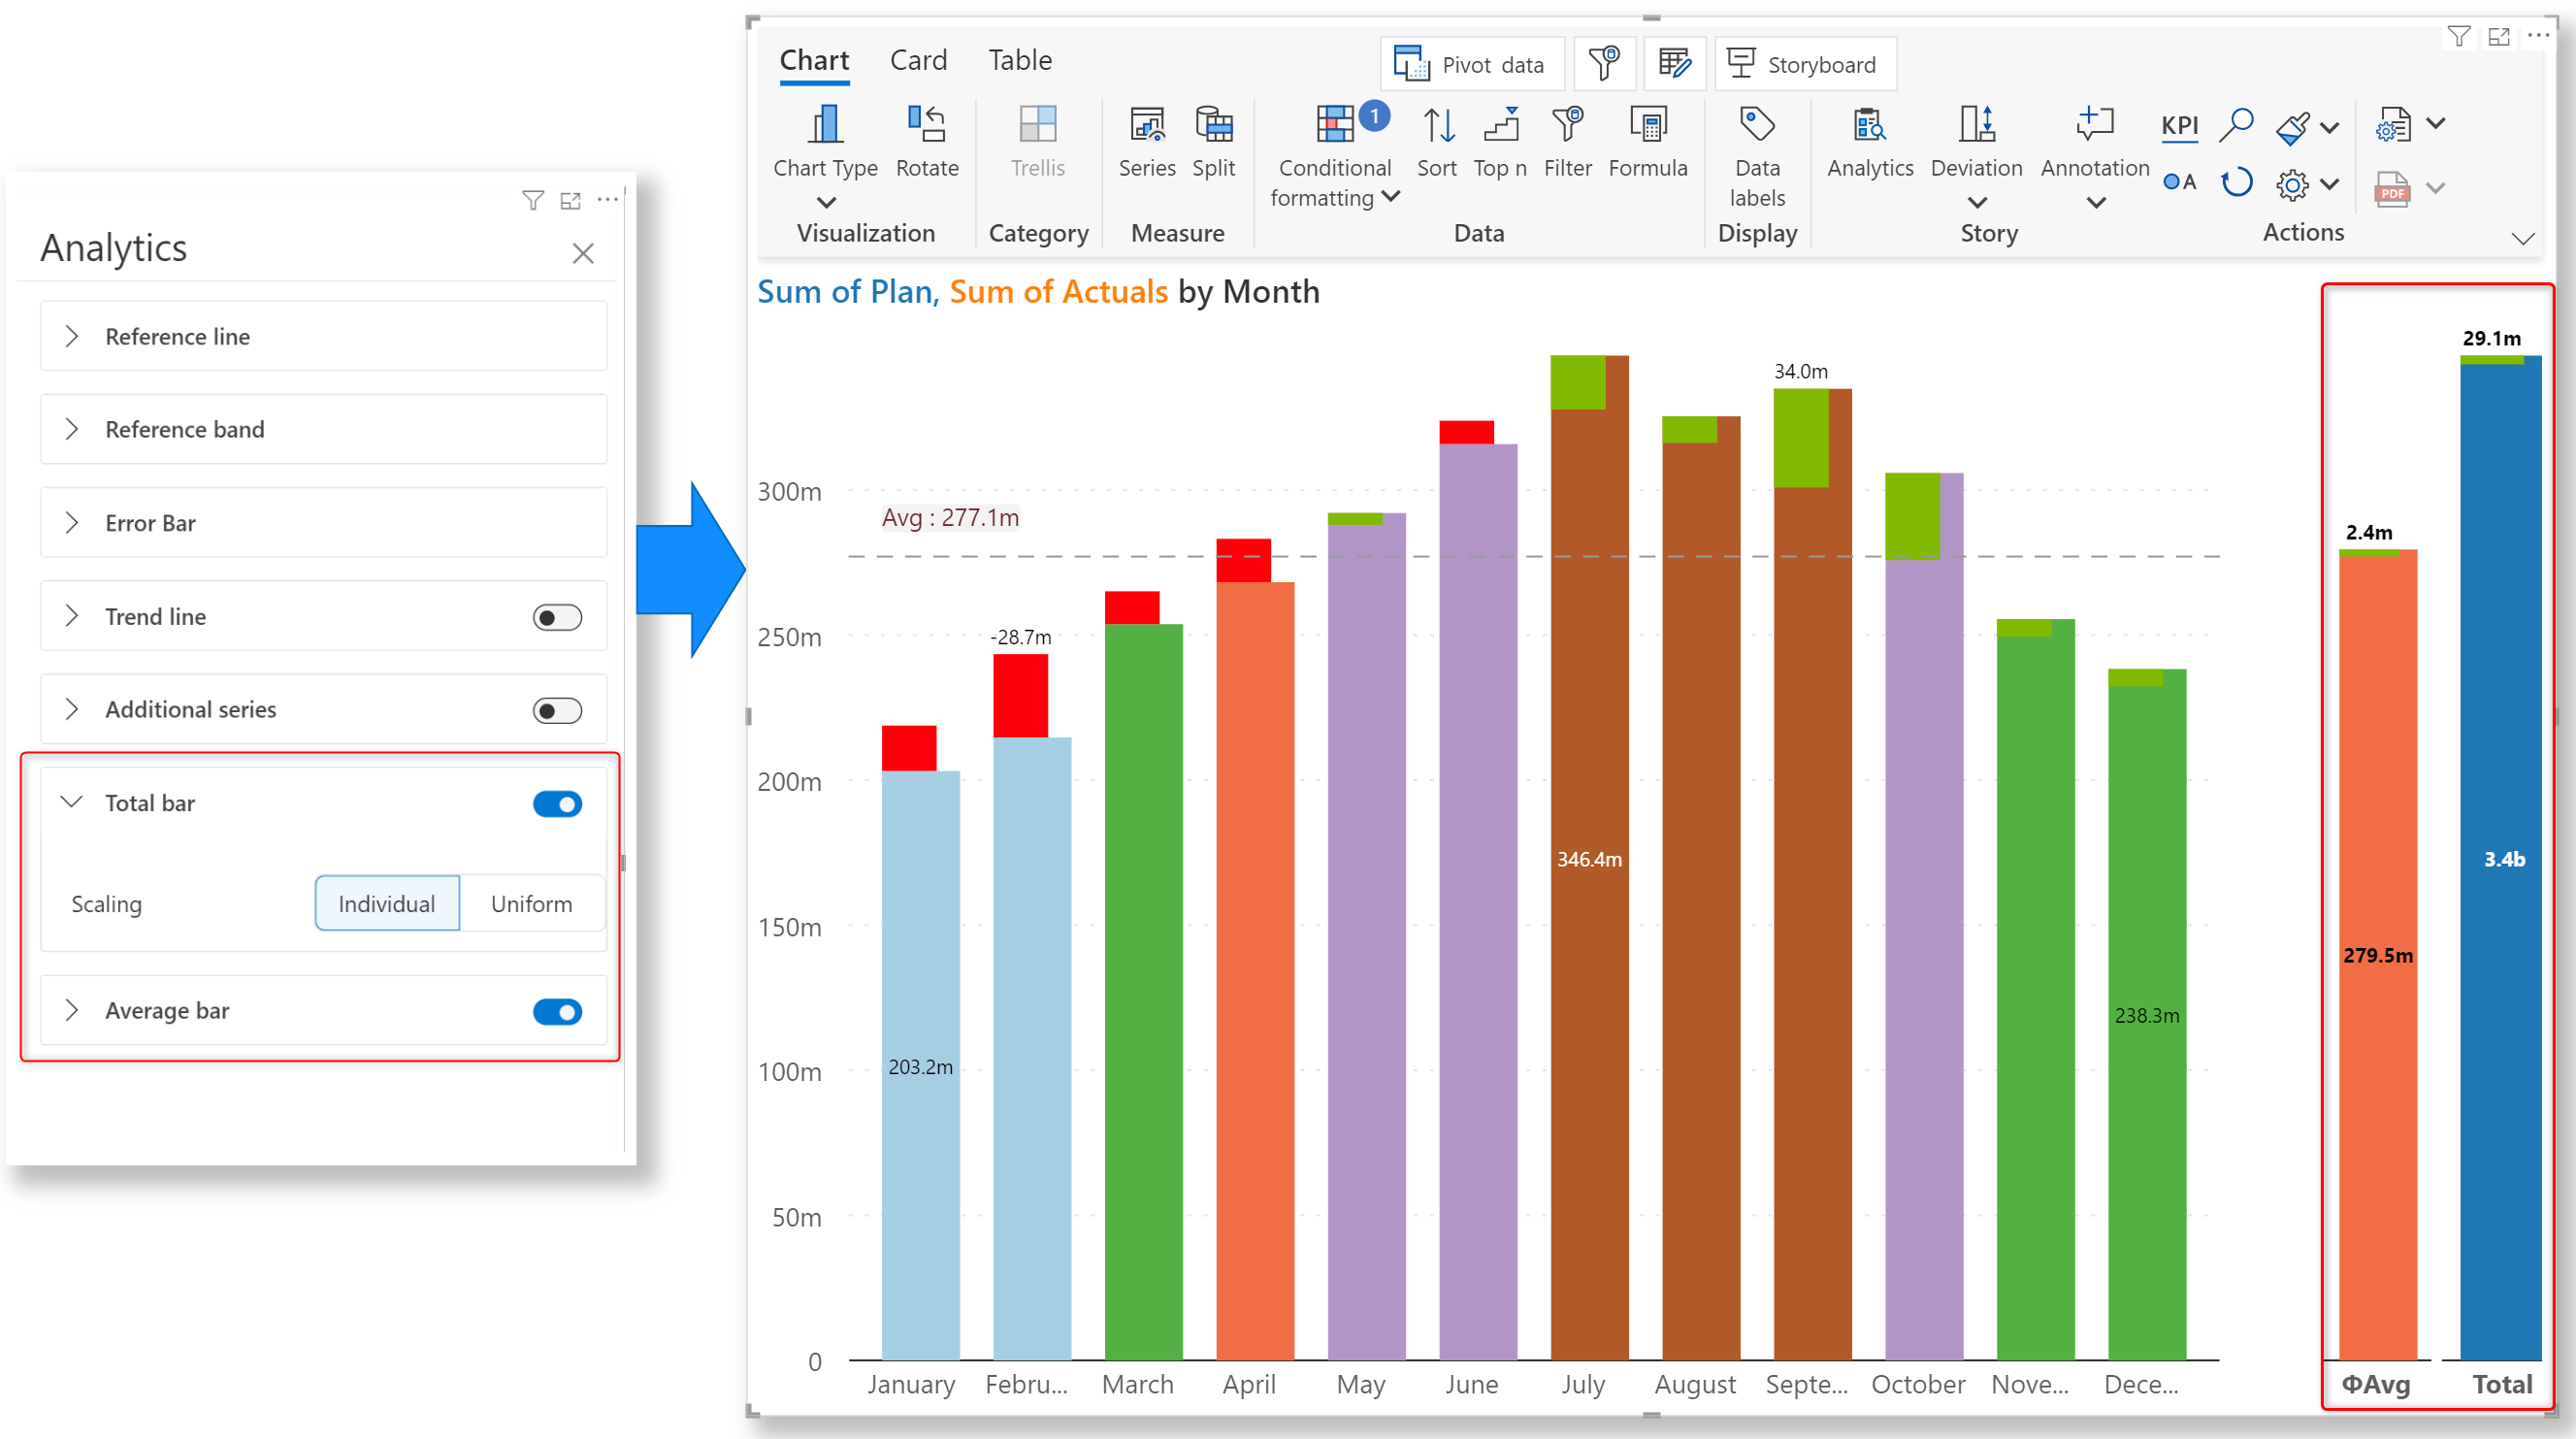 Analytics
Reference line
Reference band
Error Bar
Trend line
Additional series
Total bar
Scaling Individual Uniform
Average bar
Chart Card Table Pivot data Storyboard
Chart Type Rotate Trellis Series Split Conditional formatting 1 Sort Top n Filter Formula Data labels Analytics Deviation Annotation KPI A PDF
Visualization Category Measure Data Display Story Actions
Sum of Plan, Sum of Actuals by Month
29.1m
34.0m
300m
Avg : 277.1m
2.4m
250m
-28.7m
200m
346.4m
3.4b
150m
279.5m
238.3m
203.2m
100m
50m
0
January Febru... March April May June July August Septe... October Nove... Dece... ΦAvg Total